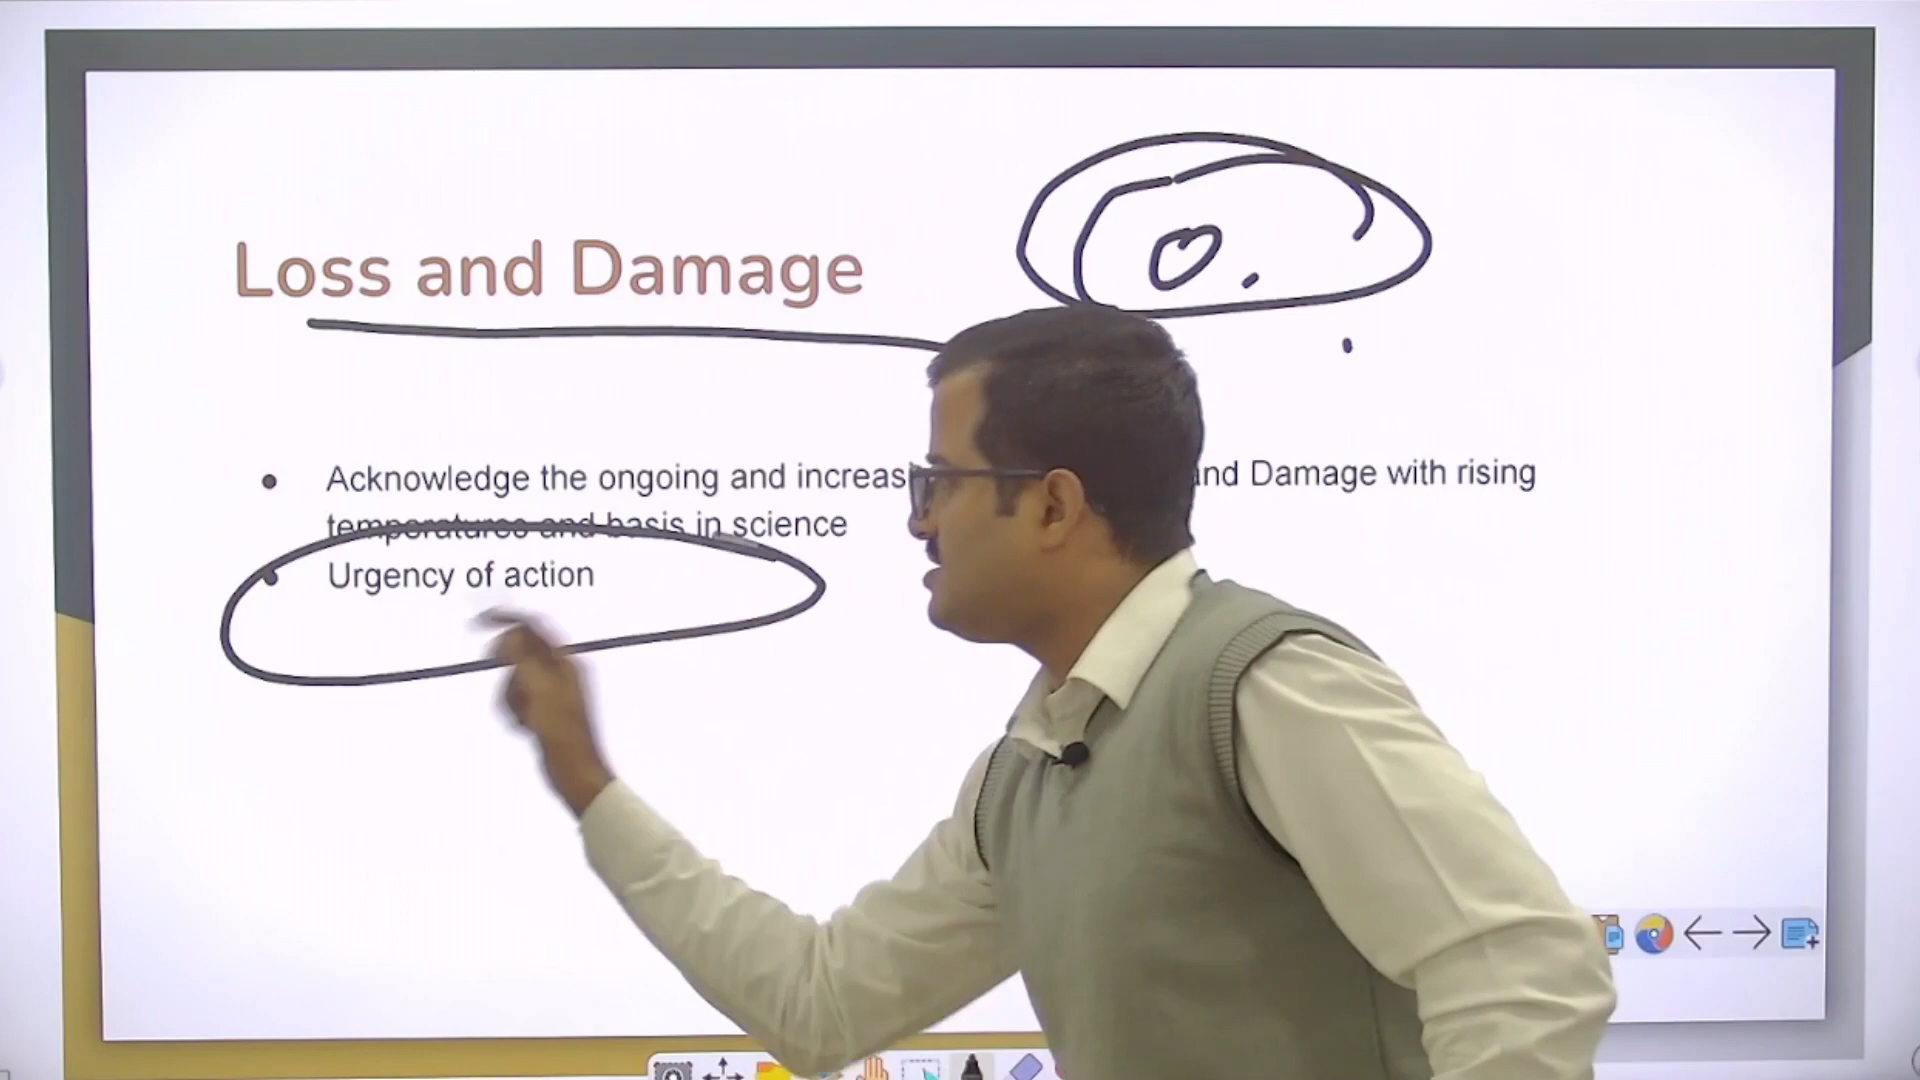 Loss and Damage
O.
Acknowledge the ongoing and and Damage with rising
temperatures and basis in science
Urgency of action